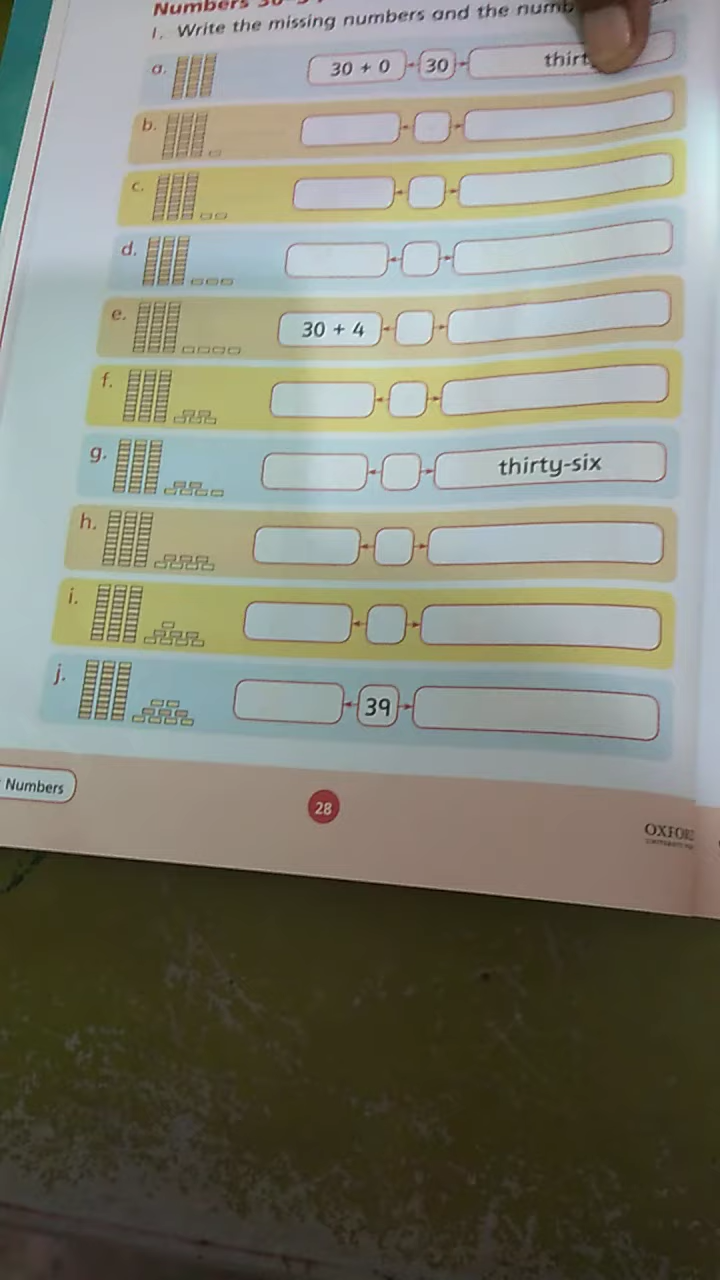 Numbers
1. Write the missing numbers and the numb
a. 30 + 0 30 thirt
b.
c.
d.
e. 30 + 4
f.
g. thirty-six
h.
i.
j. 39
Numbers
28
OXFOR